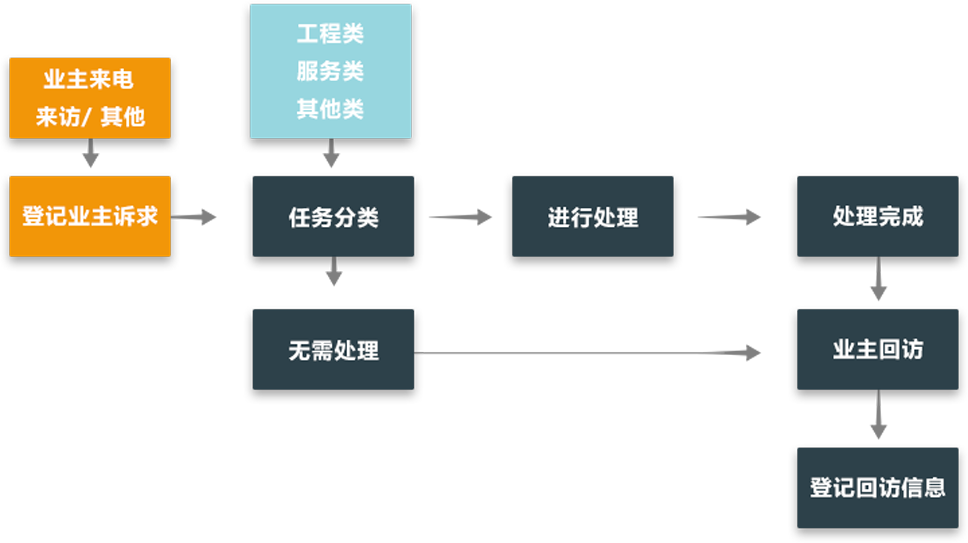 工程类
服务类
其他类
业主来电
来访/ 其他
登记业主诉求
任务分类
进行处理
处理完成
无需处理
业主回访
登记回访信息